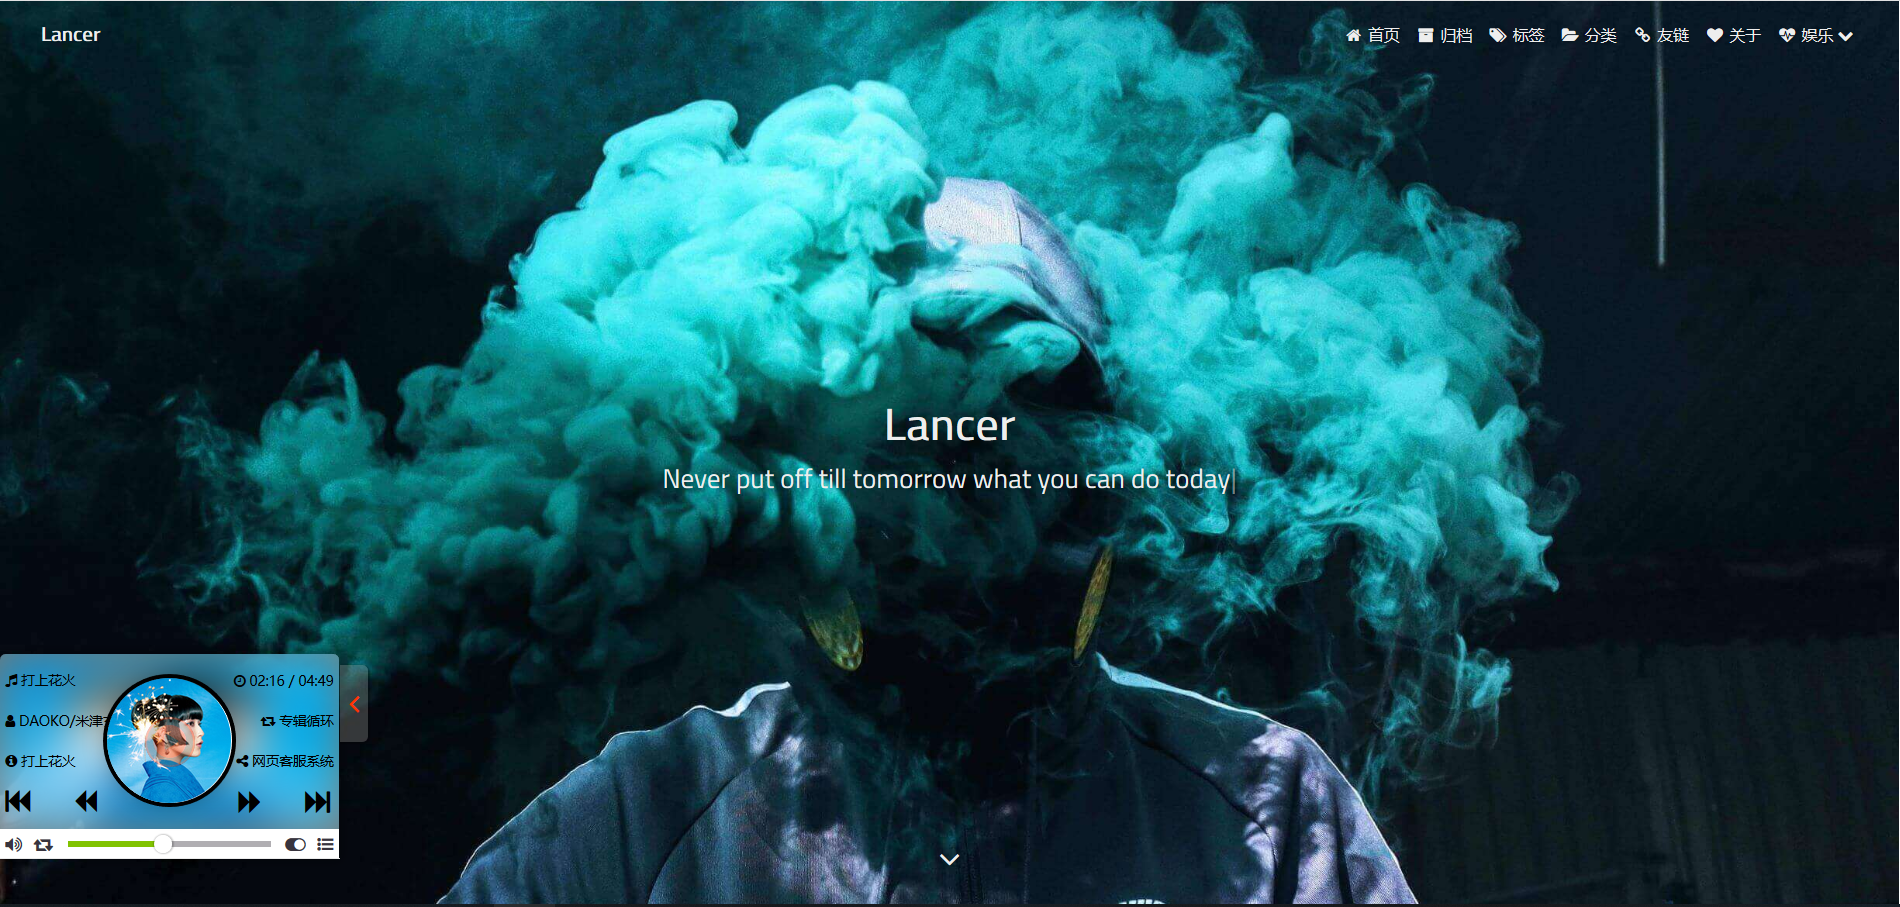 Lancer
首页 归档 标签 分类 友链 关于 娱乐
Lancer
Never put off till tomorrow what you can do today
打上花火
02:16 / 04:49
DAOKO/米津
专辑循环
打上花火
网页客服系统